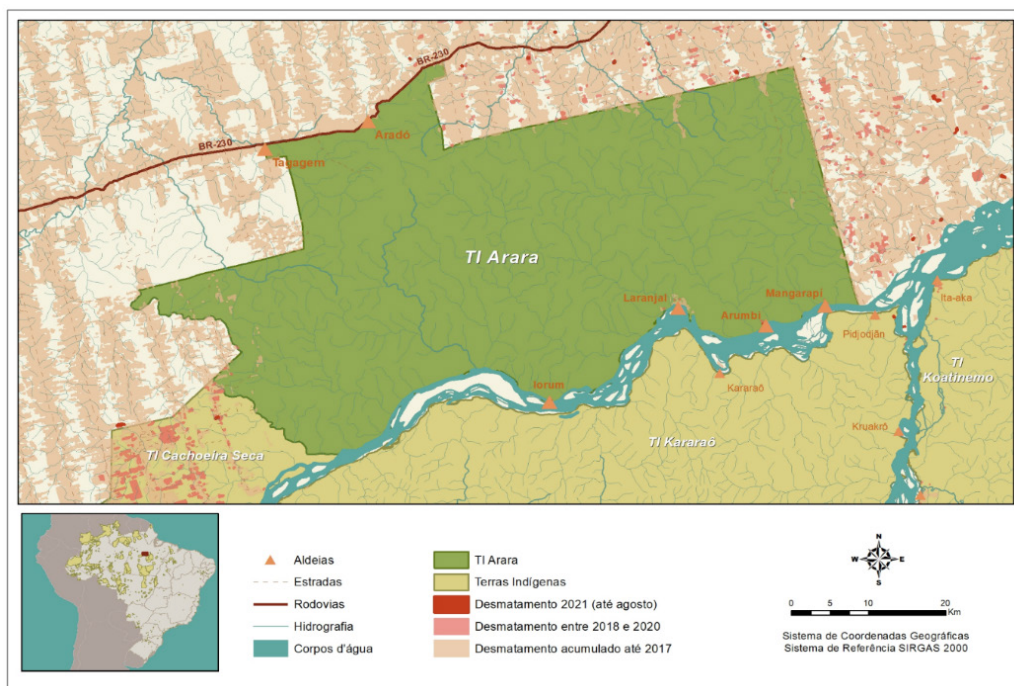 BR-230
BR-230
Aradó
Tagagem
TI Arara
Laranjal
Mangarapi
Arumbi
Ita-aka
Pidjodjãn
Iorum
Kararaô
TI
Koatinemo
Kruakrô
TI Kararaô
TI Cachoeira Seca
Aldeias
Estradas
Rodovias
Hidrografia
Corpos d'água
TI Arara
Terras Indígenas
Desmatamento 2021 (até agosto)
Desmatamento entre 2018 e 2020
Desmatamento acumulado até 2017
N
W
E
S
0 5 10 20
Km
Sistema de Coordenadas Geográficas
Sistema de Referência SIRGAS 2000